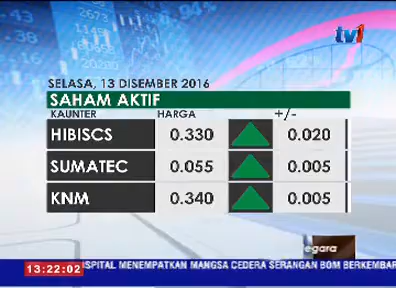 tv1
SELASA, 13 DISEMBER 2016
SAHAM AKTIF
KAUNTER HARGA +/-
HIBISCS 0.330 0.020
SUMATEC 0.055 0.005
KNM 0.340 0.005
egara
13:22:02 ISPITAL MENEMPATKAN MANGSA CEDERA SERANGAN BOM BERKEMBAR